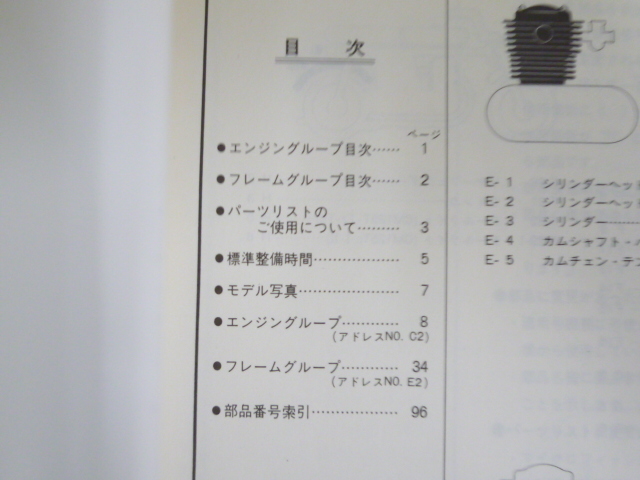 目次
ページ
●エンジングループ目次…… 1
●フレームグループ目次…… 2
●パーツリストの
ご使用について……… 3
●標準整備時間……………… 5
●モデル写真………………… 7
●エンジングループ………… 8
(アドレスNO. C2)
●フレームグループ………… 34
(アドレスNO. E2)
●部品番号索引……………… 96
E- 1 シリンダーヘッ
E- 2 シリンダーヘッ
E- 3 シリンダー………
E- 4 カムシャフト・
E- 5 カムチェン・テ